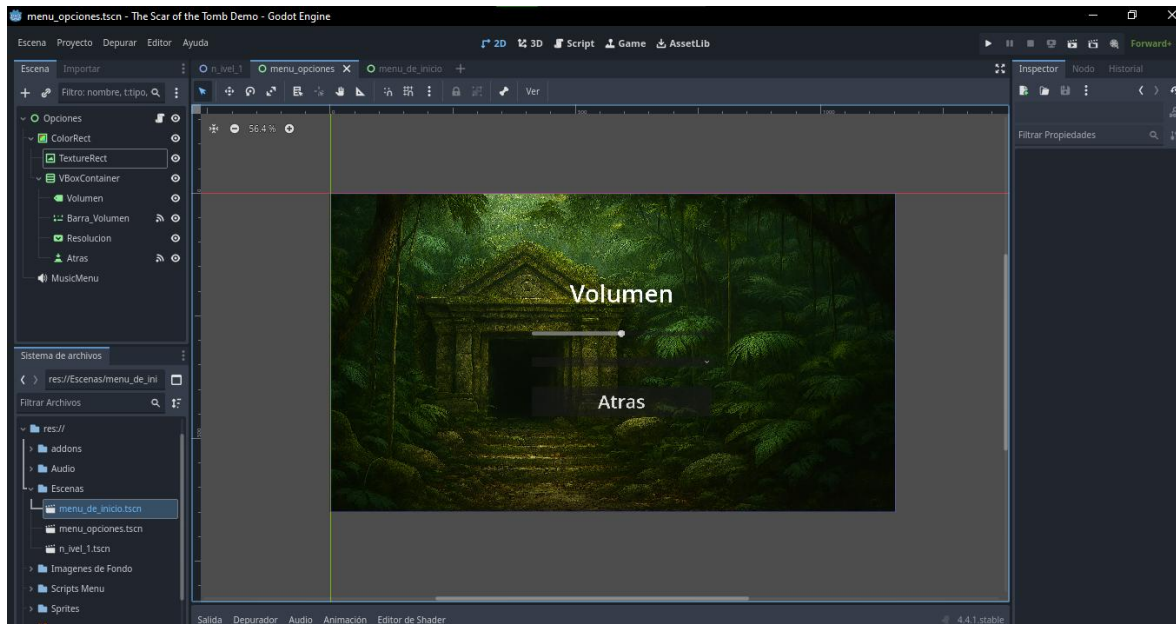 menu_opciones.tscn - The Scar of the Tomb Demo - Godot Engine
Escena Proyecto Depurar Editor Ayuda
2D 3D Script Game AssetLib
Forward+
Escena Importar
n_ivel_1 menu_opciones menu_de_inicio
Inspector Nodo Historial
Filtro: nombre, t:tipo,
Ver
Opciones
56.4 %
Filtrar Propiedades
ColorRect
TextureRect
VBoxContainer
Volumen
Barra_Volumen
Resolucion
Atras
MusicMenu
Volumen
Atras
Sistema de archivos
res://Escenas/menu_de_ini
Filtrar Archivos
res://
addons
Audio
Escenas
menu_de_inicio.tscn
menu_opciones.tscn
n_ivel_1.tscn
Imagenes de Fondo
Scripts Menu
Sprites
Salida Depurador Audio Animación Editor de Shader
4.4.1.stable